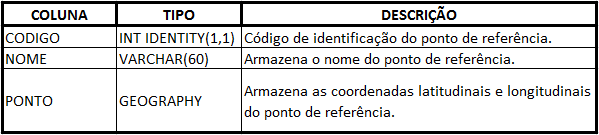 COLUNA TIPO DESCRIÇÃO
CODIGO INT IDENTITY(1,1) Código de identificação do ponto de referência.
NOME VARCHAR(60) Armazena o nome do ponto de referência.
PONTO GEOGRAPHY Armazena as coordenadas latitudinais e longitudinais
do ponto de referência.